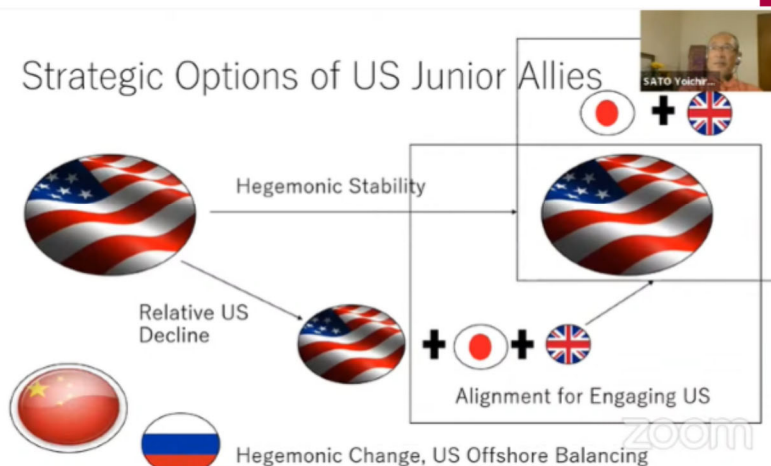 Strategic Options of US Junior Allies
SATO Yoichir...
Hegemonic Stability
Relative US
Decline
Alignment for Engaging US
zoom
Hegemonic Change, US Offshore Balancing